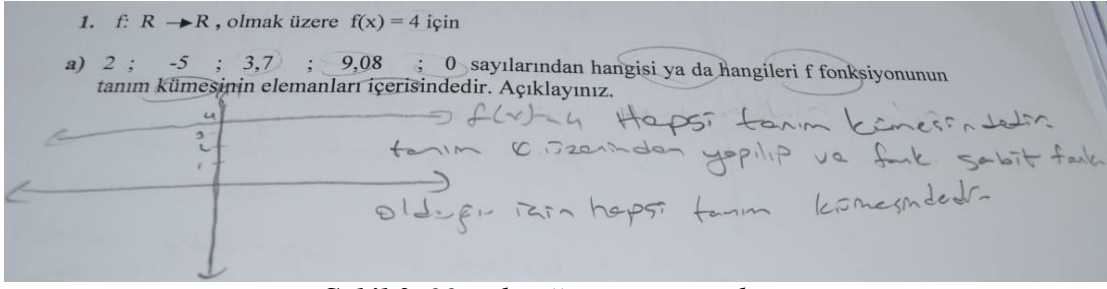 1. f: R →R , olmak üzere f(x) = 4 için
a) 2 ; -5 ; 3,7 ; 9,08 ; 0 sayılarından hangisi ya da hangileri f fonksiyonunun
tanım kümesinin elemanları içerisindedir. Açıklayınız.
4
3
2
1
f(x)=4 Hepsi tanım kümesindedir.
tanım üzerinden yapılıp ve fonk. sabit fonk.
olduğu için hepsi tanım kümesindedir